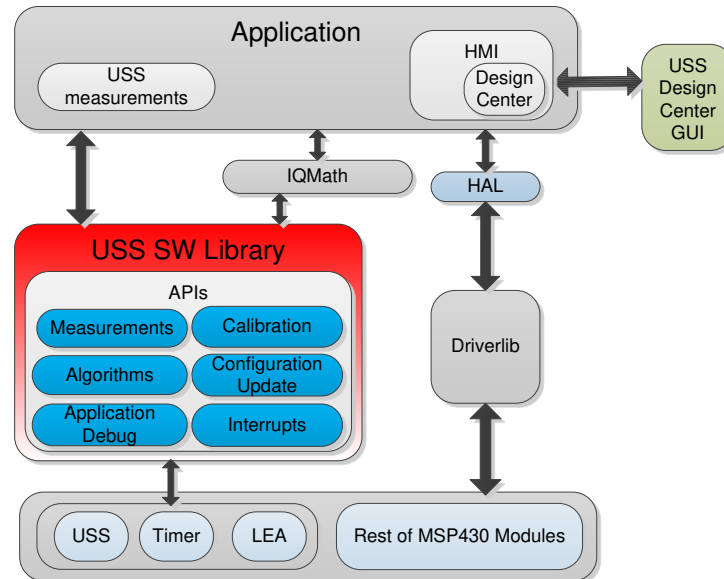 Application
USS
measurements
HMI
Design
Center
USS
Design
Center
GUI
IQMath
HAL
USS SW Library
APIs
Measurements
Calibration
Algorithms
Configuration
Update
Application
Debug
Interrupts
Driverlib
USS
Timer
LEA
Rest of MSP430 Modules